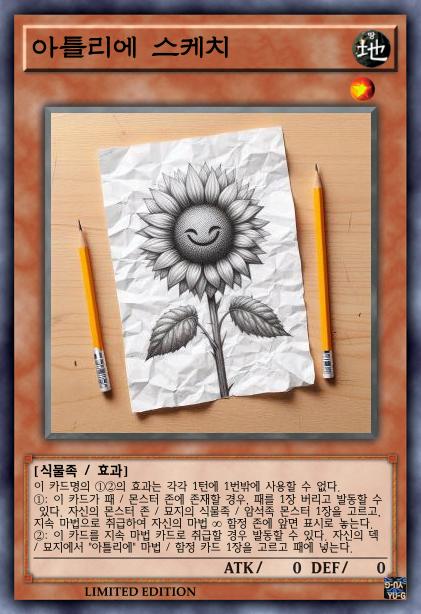 아틀리에 스케치
땅
地
[식물족 / 효과]
이 카드명의 ①②의 효과는 각각 1턴에 1번밖에 사용할 수 없다.
①: 이 카드가 패 / 몬스터 존에 존재할 경우, 패를 1장 버리고 발동할 수
있다. 자신의 몬스터 존 / 묘지의 식물족 / 암석족 몬스터 1장을 고르고,
지속 마법으로 취급하여 자신의 마법 ∞ 함정 존에 앞면 표시로 놓는다.
②: 이 카드를 지속 마법 카드로 취급할 경우 발동할 수 있다. 자신의 덱
/ 묘지에서 "아틀리에" 마법 / 함정 카드 1장을 고르고 패에 넣는다.
ATK/ 0 DEF/ 0
LIMITED EDITION